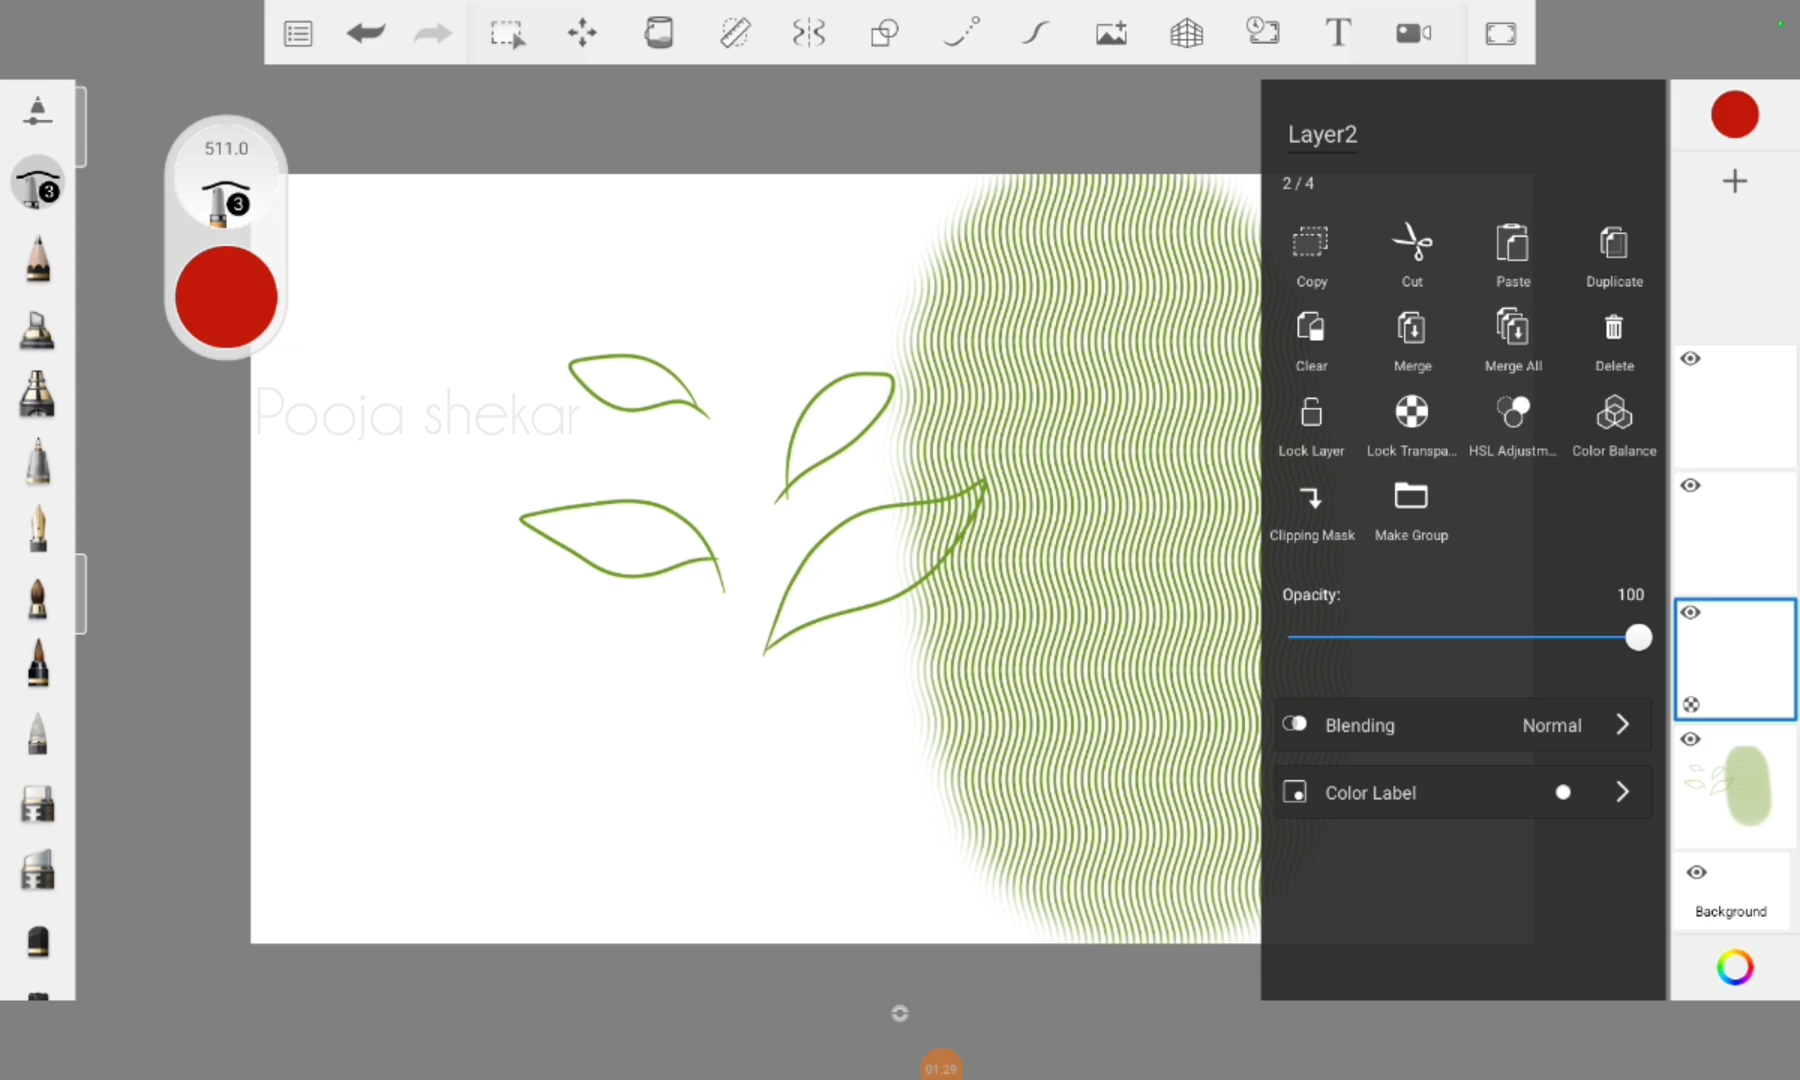 T
511.0
3
3
Layer2
2 / 4
Copy
Cut
Paste
Duplicate
Clear
Merge
Merge All
Delete
Lock Layer
Lock Transpa...
HSL Adjustm...
Color Balance
Clipping Mask
Make Group
Opacity:
100
Blending
Normal
Color Label
Pooja shekar
Background
01:29